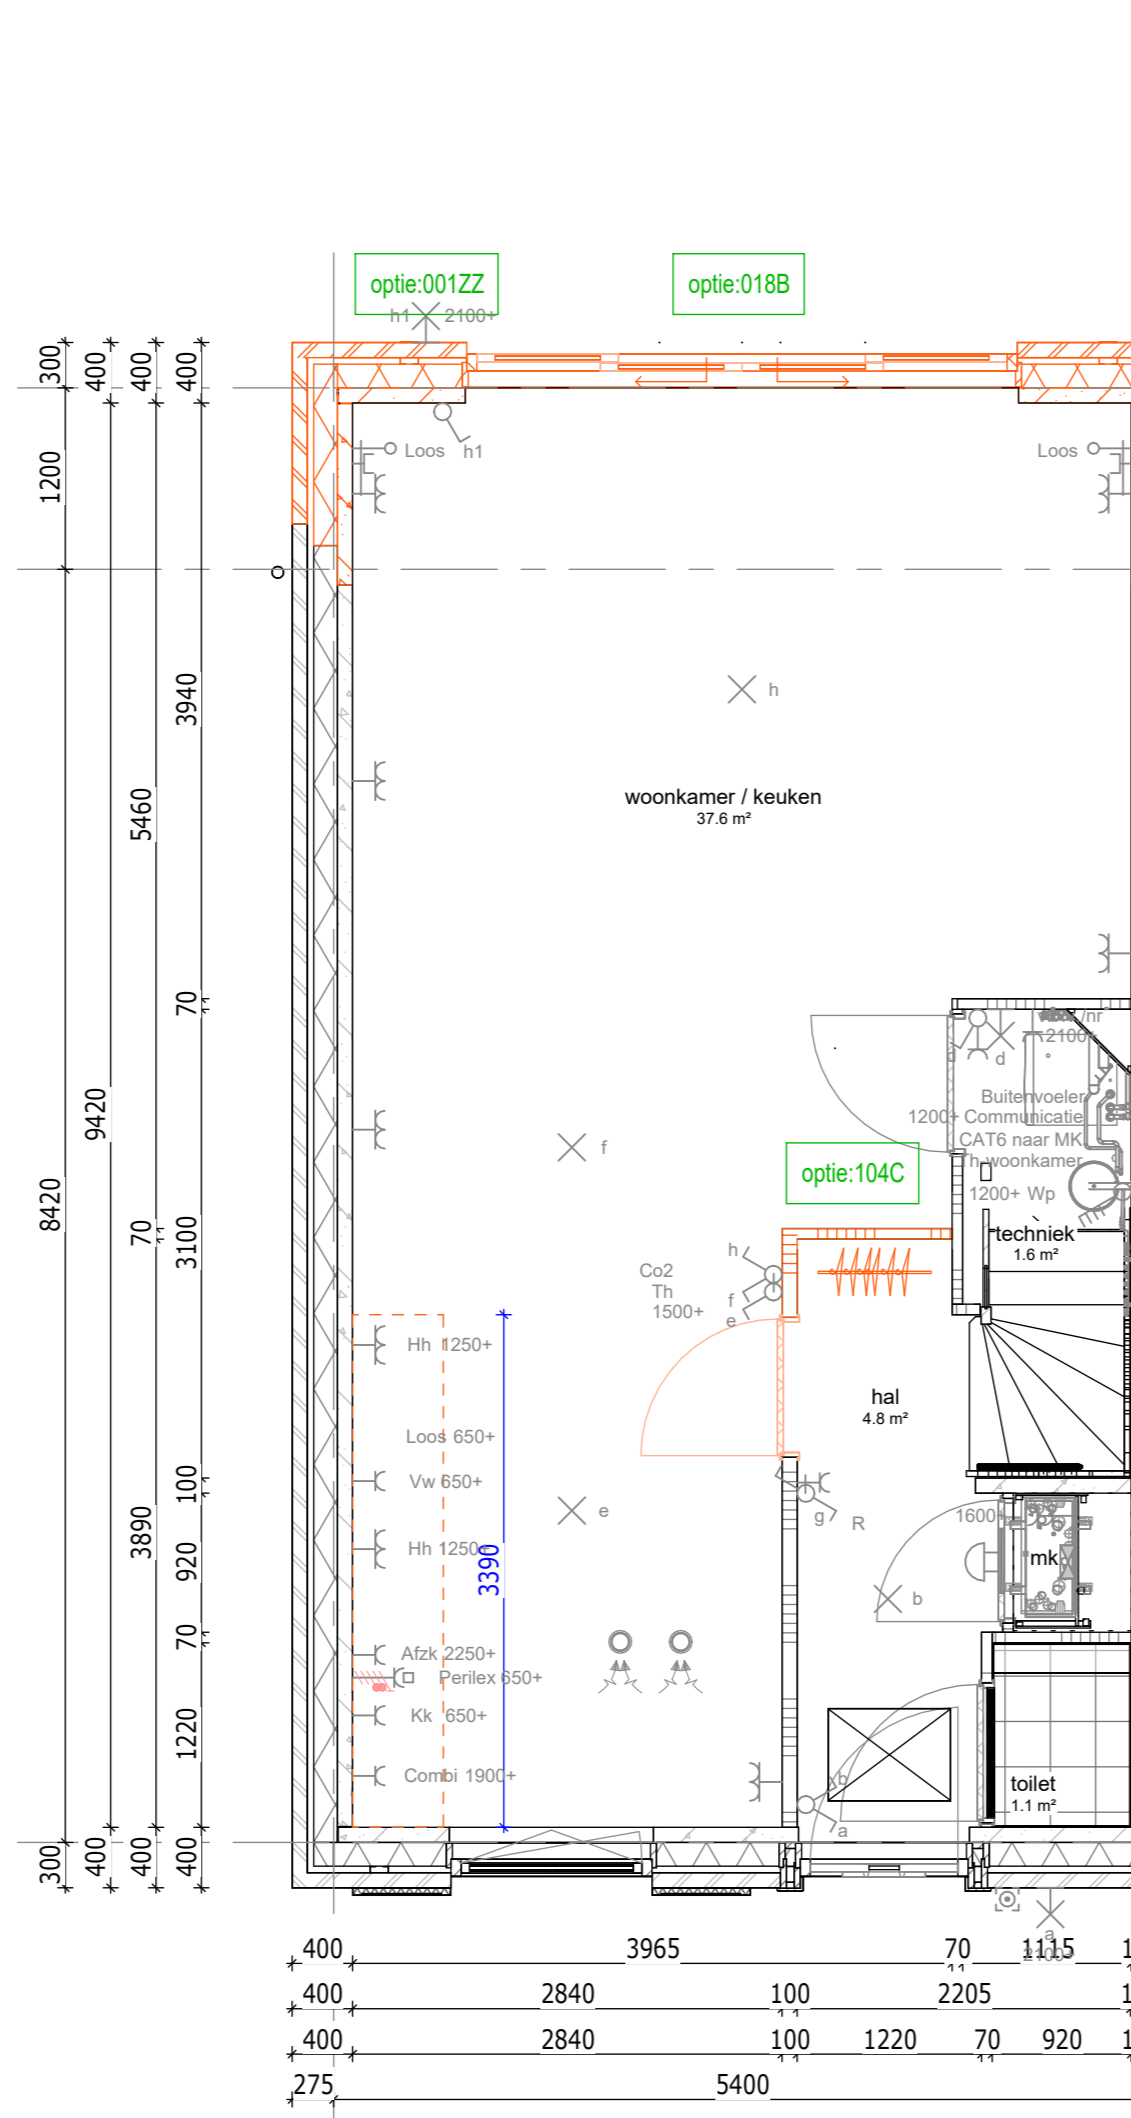 optie:001ZZ
optie:018B
h1
2100+
300
400
400
400
Loos
h1
Loos
1200
3940
h
woonkamer / keuken
37.6 m²
5460
70
2100+
d
Buitenvoeler
1200+ Communicatie
CAT6 naar MK
Th woonkamer
9420
f
optie:104C
1200+ Wp
8420
70
3100
techniek
1.6 m²
h
Co2
Th
1500+
f
e
Hh 1250+
hal
4.8 m²
Loos 650+
Vw 650+
100
g
R
1600+
e
3890
920
Hh 1250+
3390
mk
b
70
Afzk 2250+
Perilex 650+
Kk 650+
1220
Combi 1900+
b
toilet
1.1 m²
a
300
400
400
400
a
2100+
400
3965
70
1115
1
400
2840
100
2205
1
400
2840
100
1220
70
920
1
275
5400